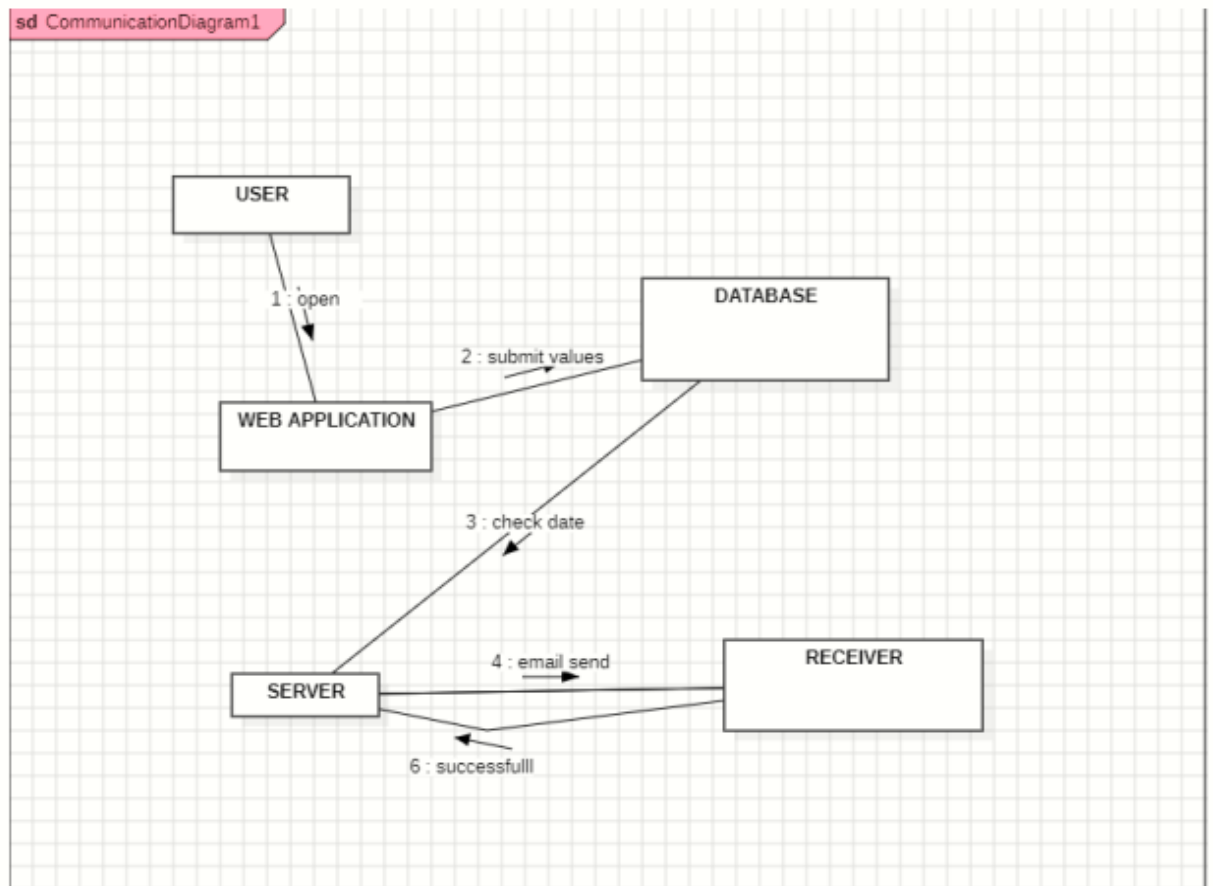 sd CommunicationDiagram1
USER
1 : open
DATABASE
2 : submit values
WEB APPLICATION
3 : check date
4 : email send
RECEIVER
SERVER
6 : successfulll